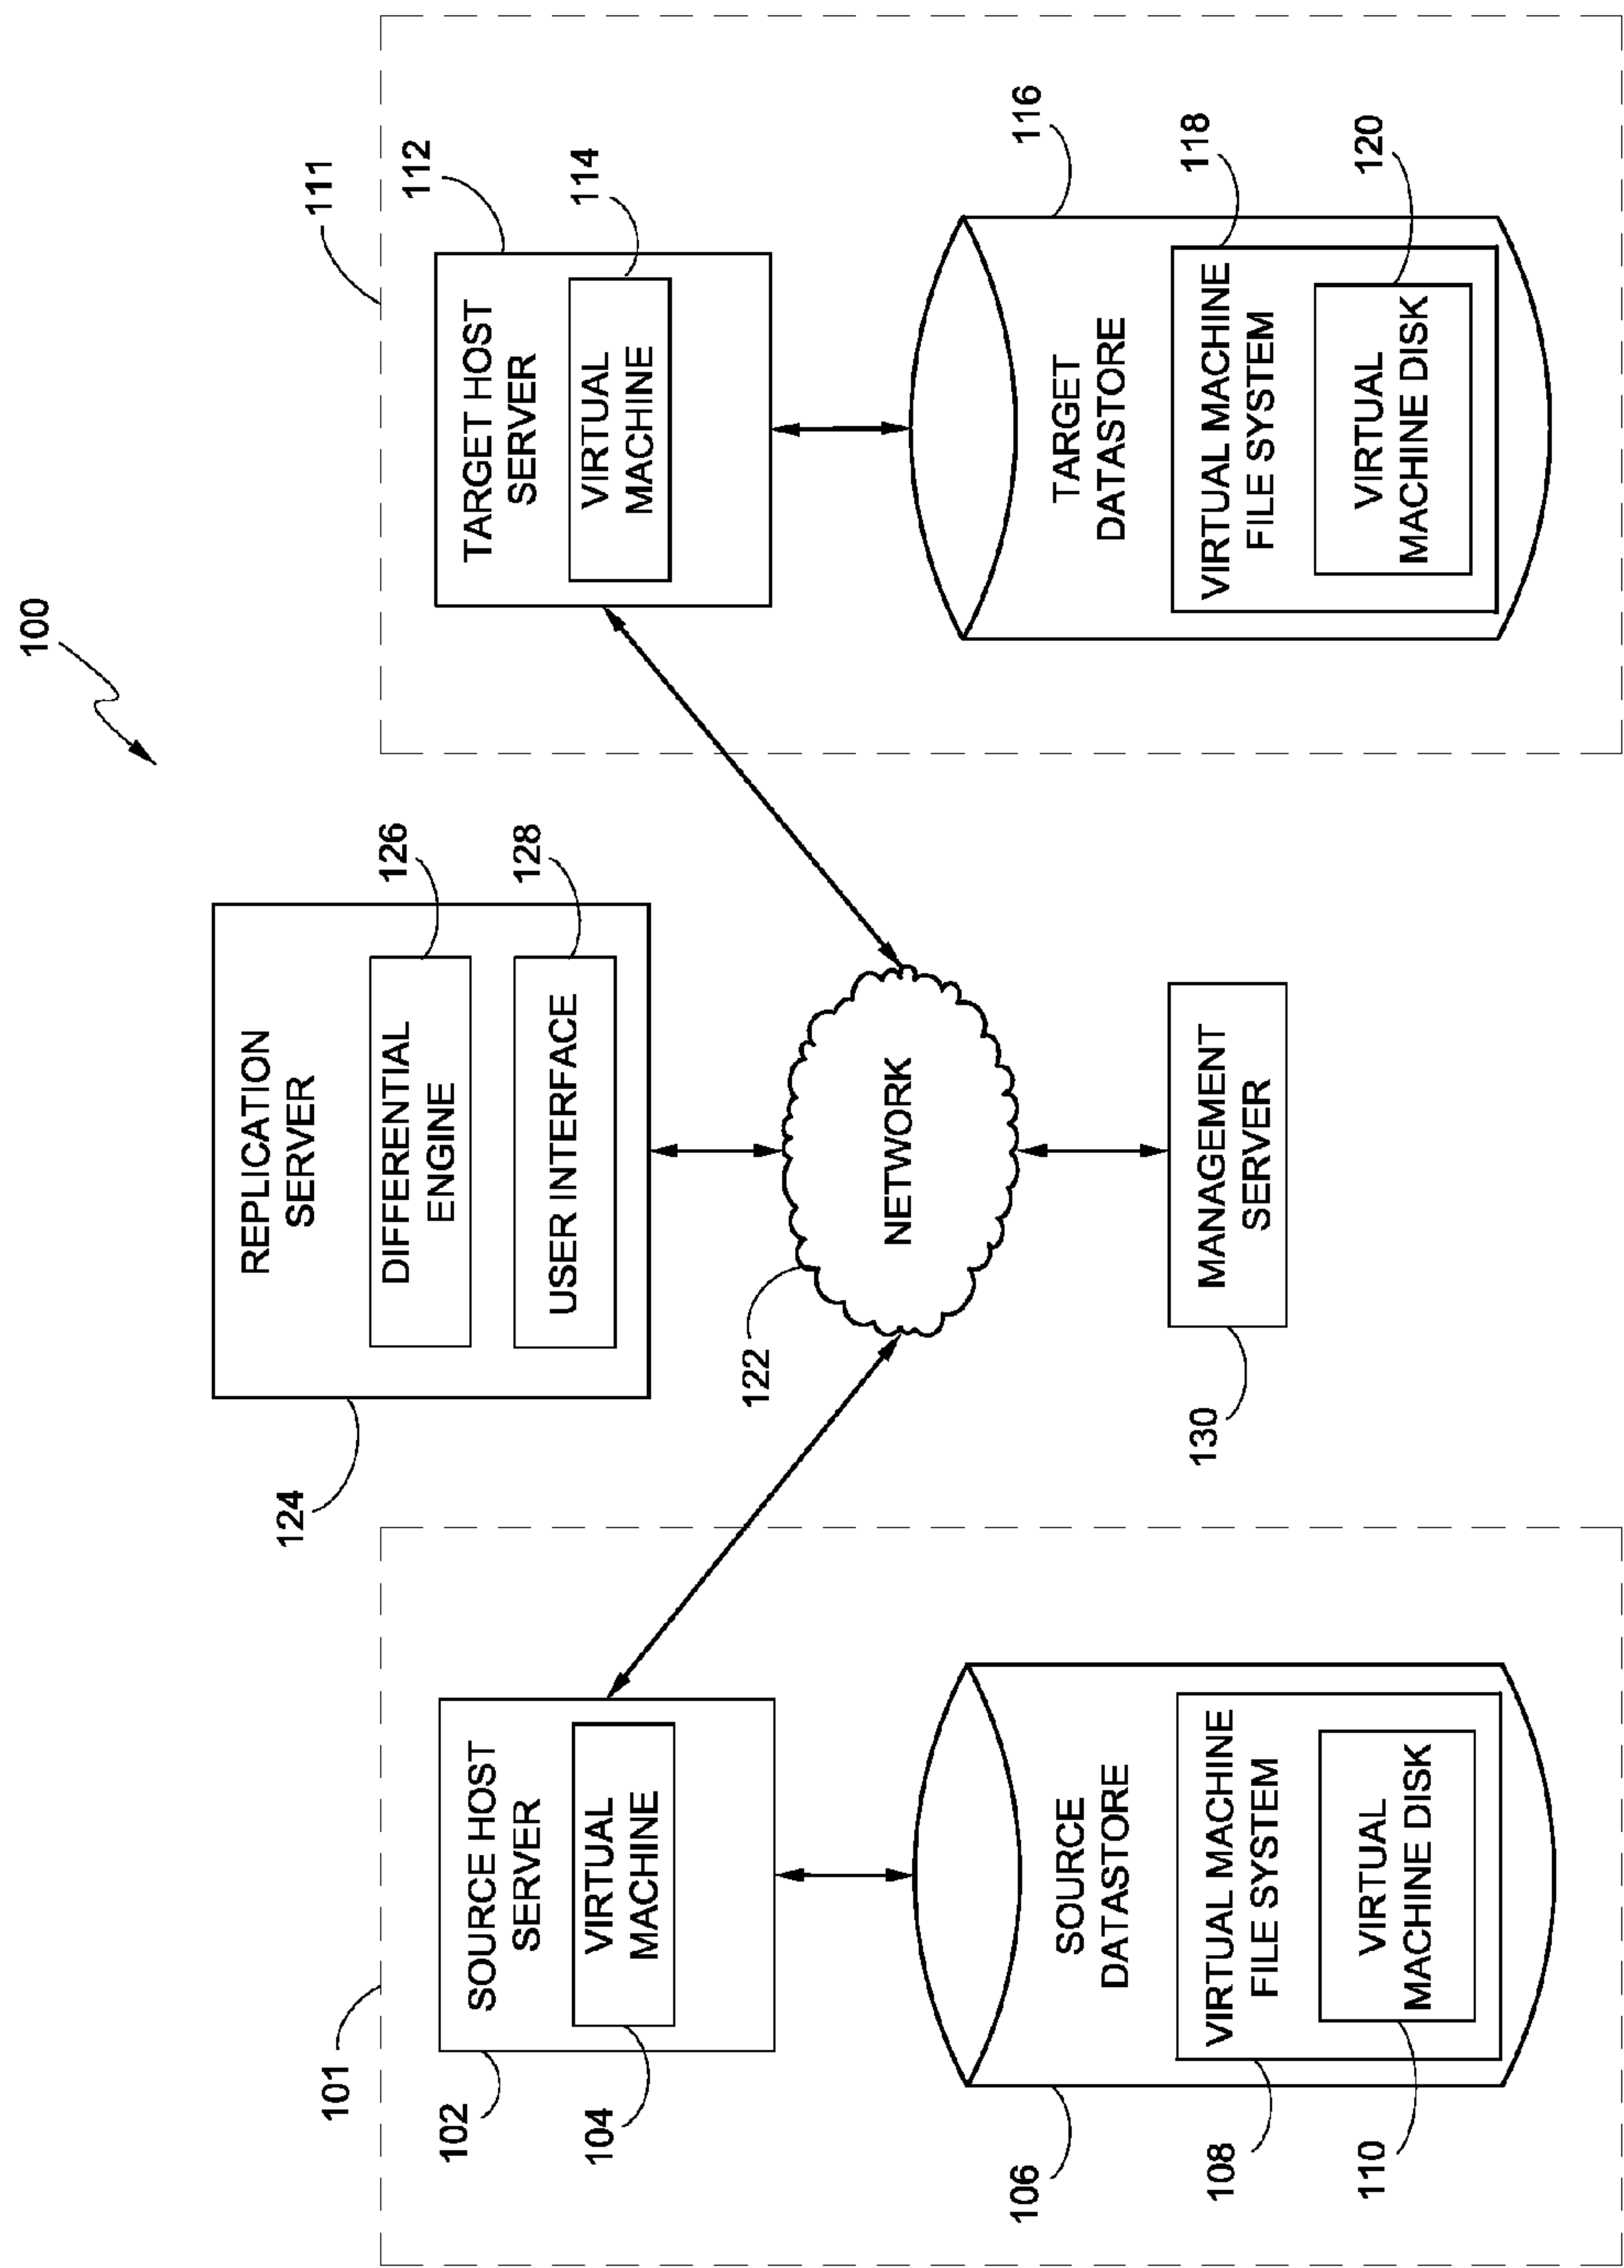 100
101
102
SOURCE HOST
SERVER
104
VIRTUAL
MACHINE
106
SOURCE
DATASTORE
108
VIRTUAL MACHINE
FILE SYSTEM
110
VIRTUAL
MACHINE DISK
124
REPLICATION
SERVER
126
DIFFERENTIAL
ENGINE
128
USER INTERFACE
122
NETWORK
130
MANAGEMENT
SERVER
111
112
TARGET HOST
SERVER
114
VIRTUAL
MACHINE
116
TARGET
DATASTORE
118
VIRTUAL MACHINE
FILE SYSTEM
120
VIRTUAL
MACHINE DISK